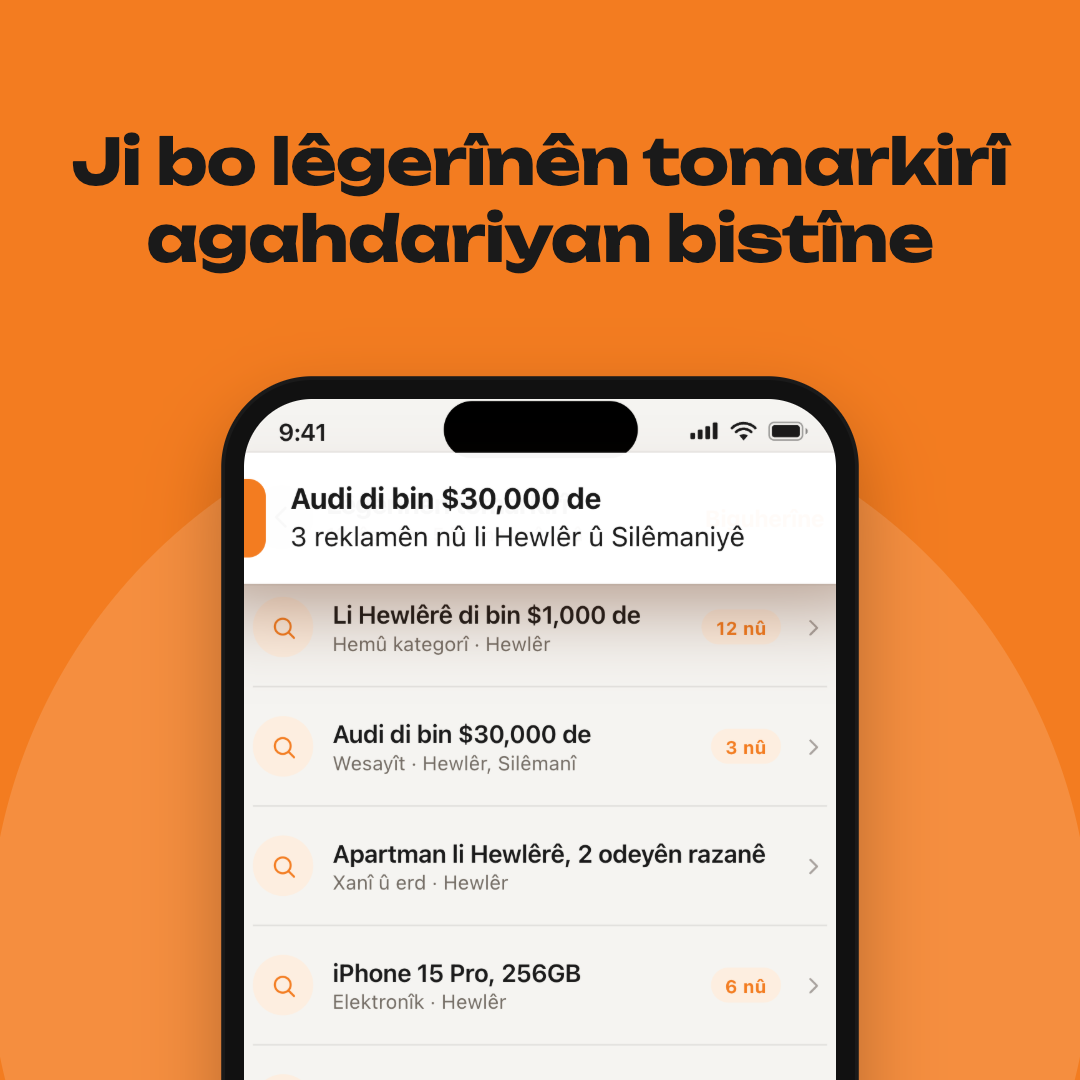 Ji bo lêgerînên tomarkirî
agahdariyan bistîne
9:41
Audi di bin $30,000 de
3 reklamên nû li Hewlêr û Silêmaniyê
Li Hewlêrê di bin $1,000 de
12 nû
Hemû kategorî · Hewlêr
Audi di bin $30,000 de
3 nû
Wesayît · Hewlêr, Silêmanî
Apartman li Hewlêrê, 2 odeyên razanê
Xanî û erd · Hewlêr
iPhone 15 Pro, 256GB
6 nû
Elektronîk · Hewlêr